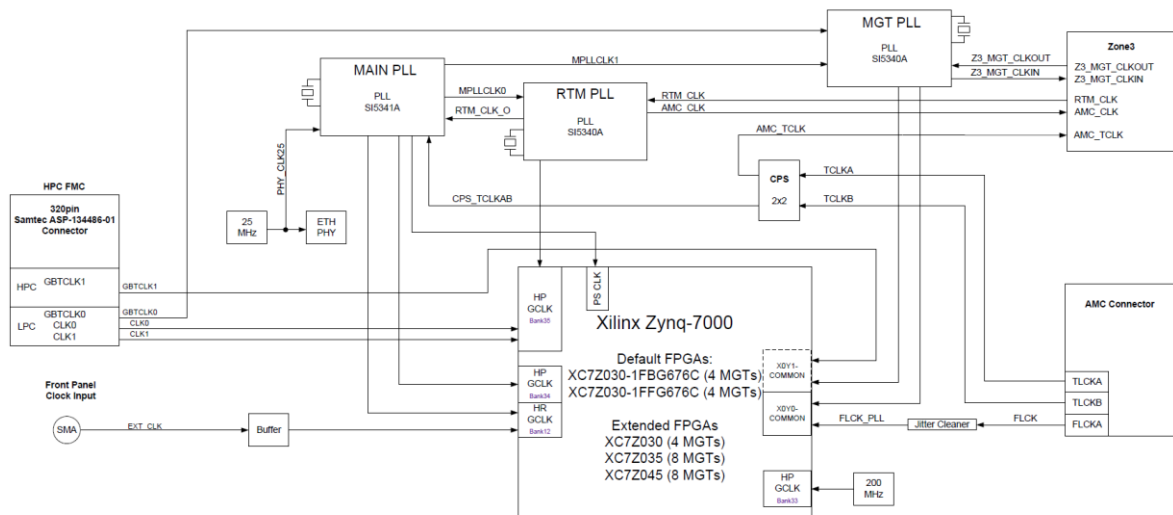 MGT PLL
PLL
SI5340A
Zone3
Z3_MGT_CLKOUT
Z3_MGT_CLKIN
Z3_MGT_CLKOUT
Z3_MGT_CLKIN
RTM_CLK
AMC_CLK
AMC_TCLK
MAIN PLL
PLL
SI5341A
MPLLCLK1
MPLLCLK0
RTM_CLK_O
RTM PLL
PLL
SI5340A
RTM_CLK
AMC_CLK
AMC_TCLK
PHY_CLK25
CPS
2x2
TCLKA
TCLKB
CPS_TCLKAB
HPC FMC
320pin
Samtec ASP-134486-01
Connector
25
MHz
ETH
PHY
HPC
GBTCLK1
GBTCLK1
LPC
GBTCLK0
CLK0
CLK1
GBTCLK0
CLK0
CLK1
HP
GCLK
Bank35
PS CLK
Xilinx Zynq-7000
Default FPGAs:
XC7Z030-1FBG676C (4 MGTs)
XC7Z030-1FFG676C (4 MGTs)
Extended FPGAs
XC7Z030 (4 MGTs)
XC7Z035 (8 MGTs)
XC7Z045 (8 MGTs)
X0Y1-
COMMON
X0Y0-
COMMON
HP
GCLK
Bank34
HR
GCLK
Bank12
Front Panel
Clock Input
SMA
EXT_CLK
Buffer
FLCK_PLL
Jitter Cleaner
FLCK
AMC Connector
TLCKA
TLCKB
FLCKA
HP
GCLK
Bank33
200
MHz